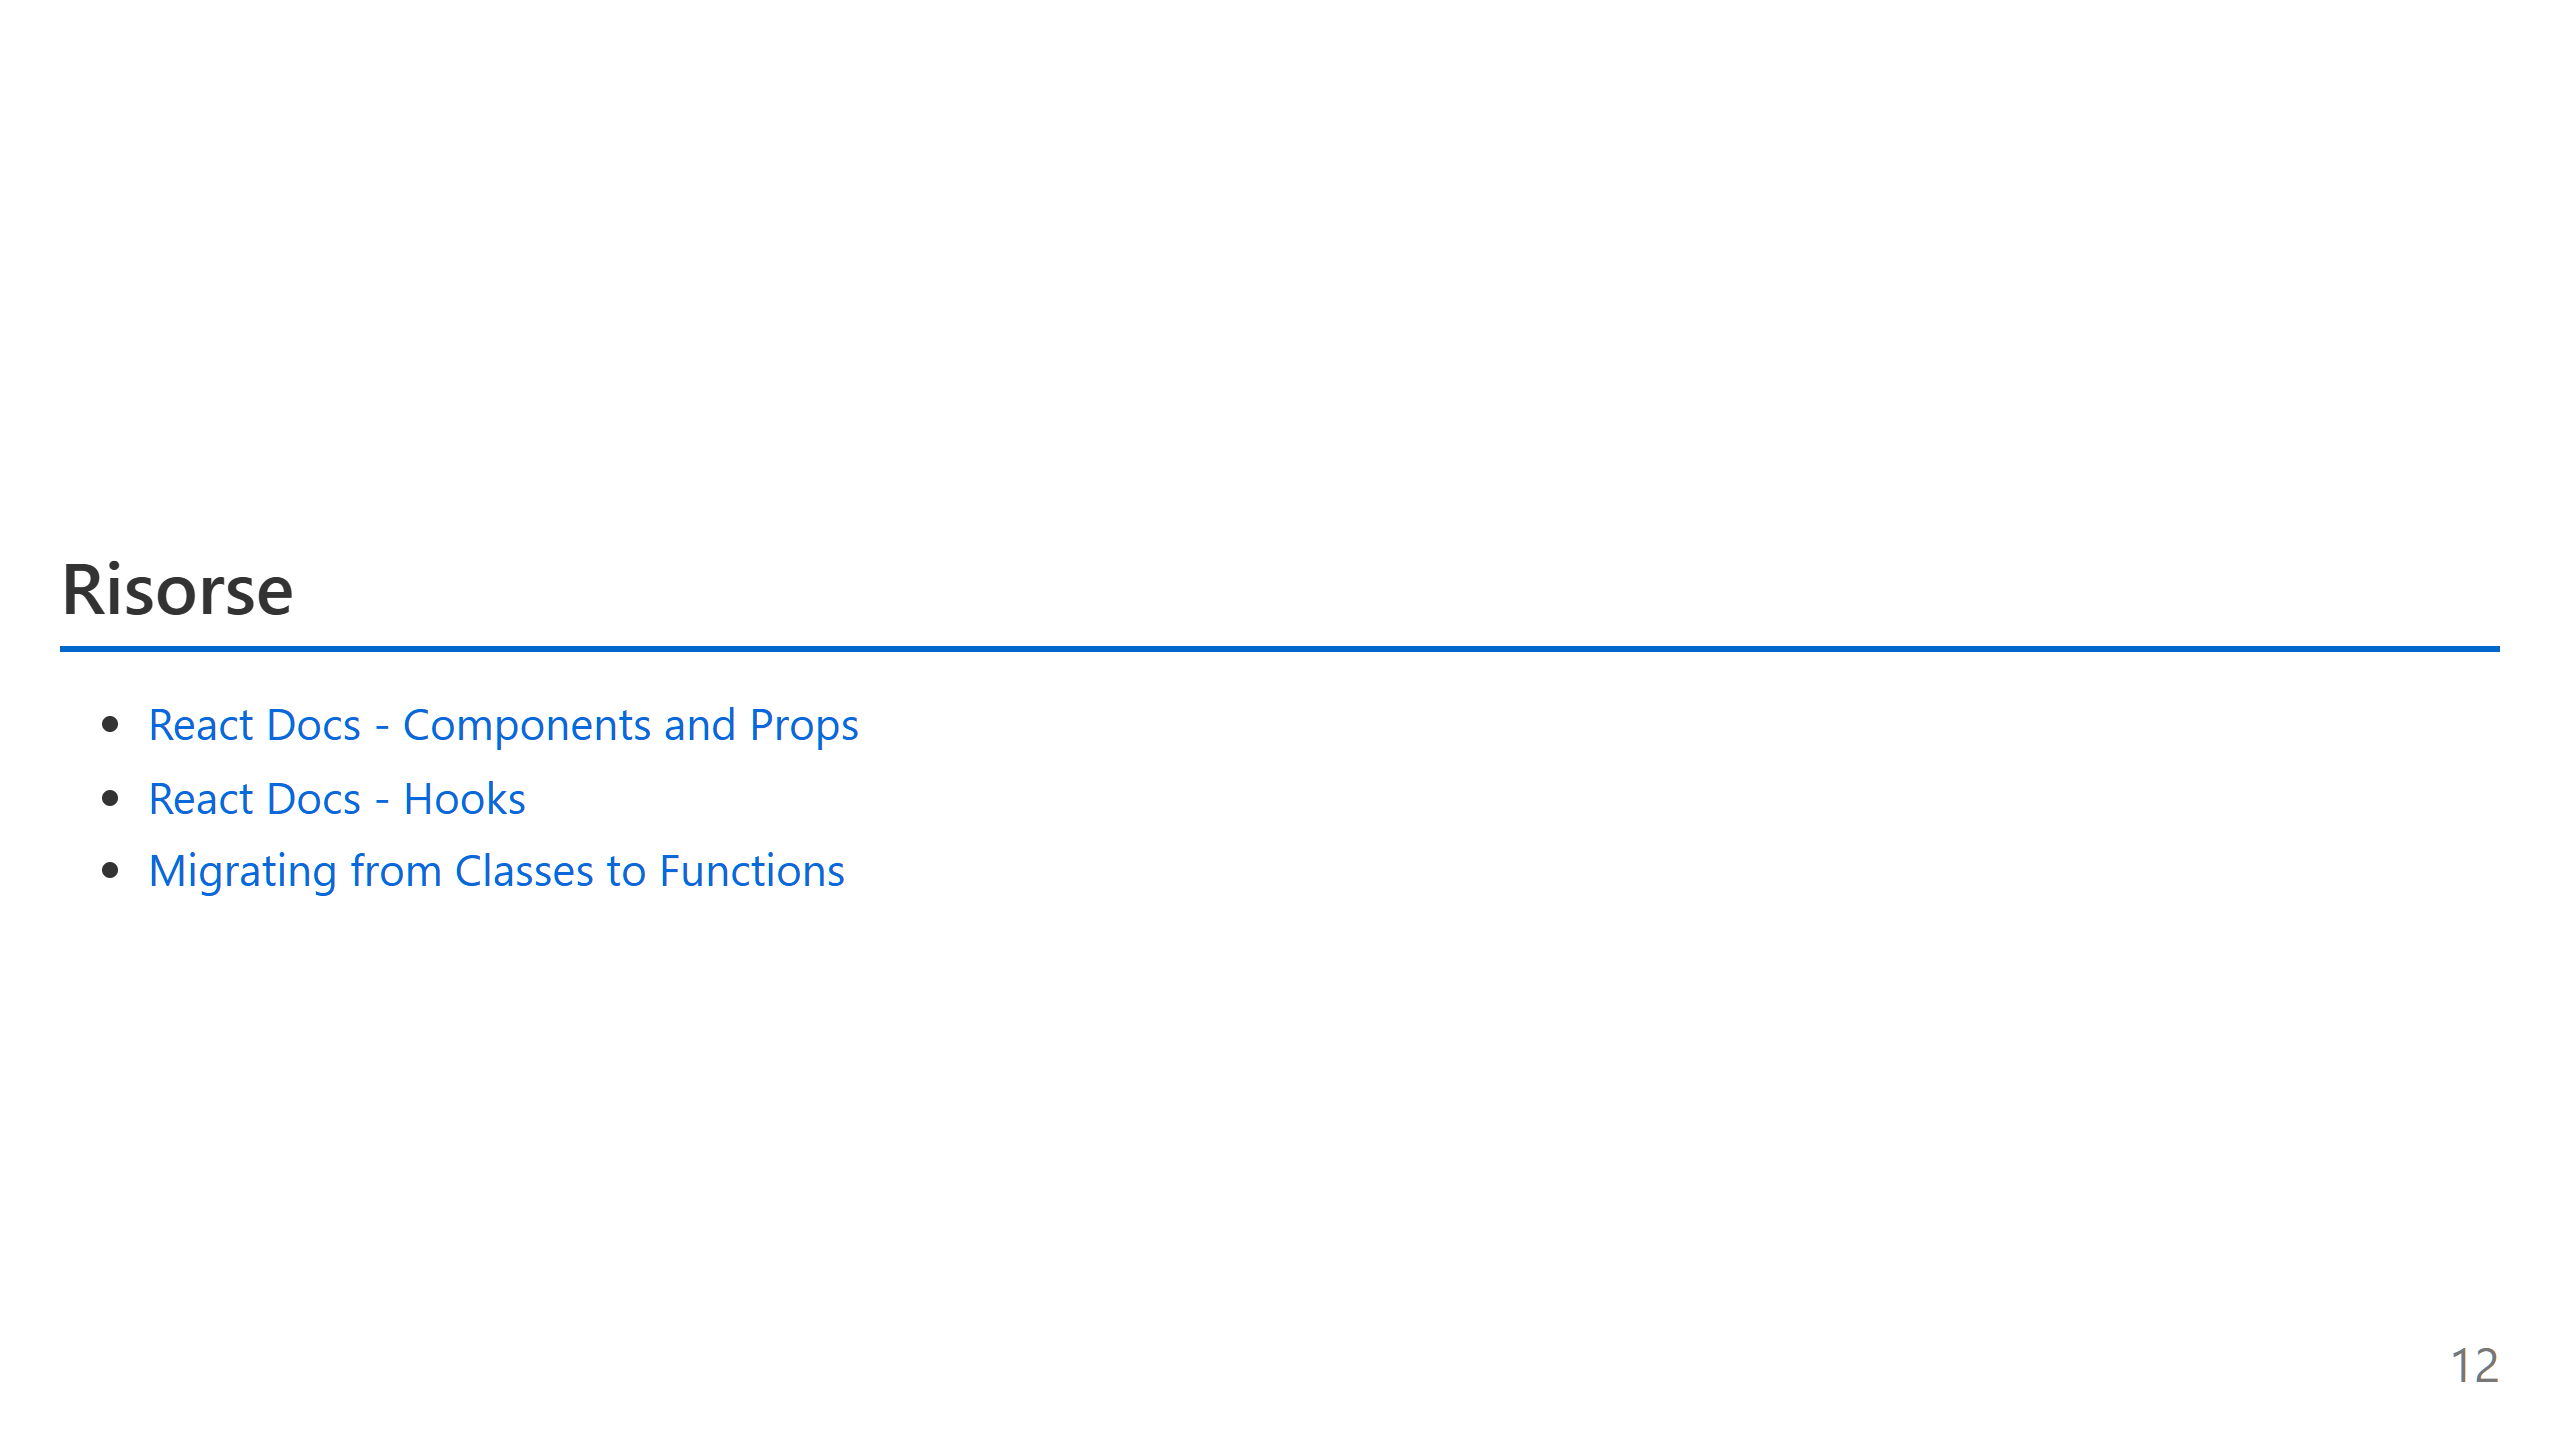 Risorse
React Docs - Components and Props
React Docs - Hooks
Migrating from Classes to Functions
12